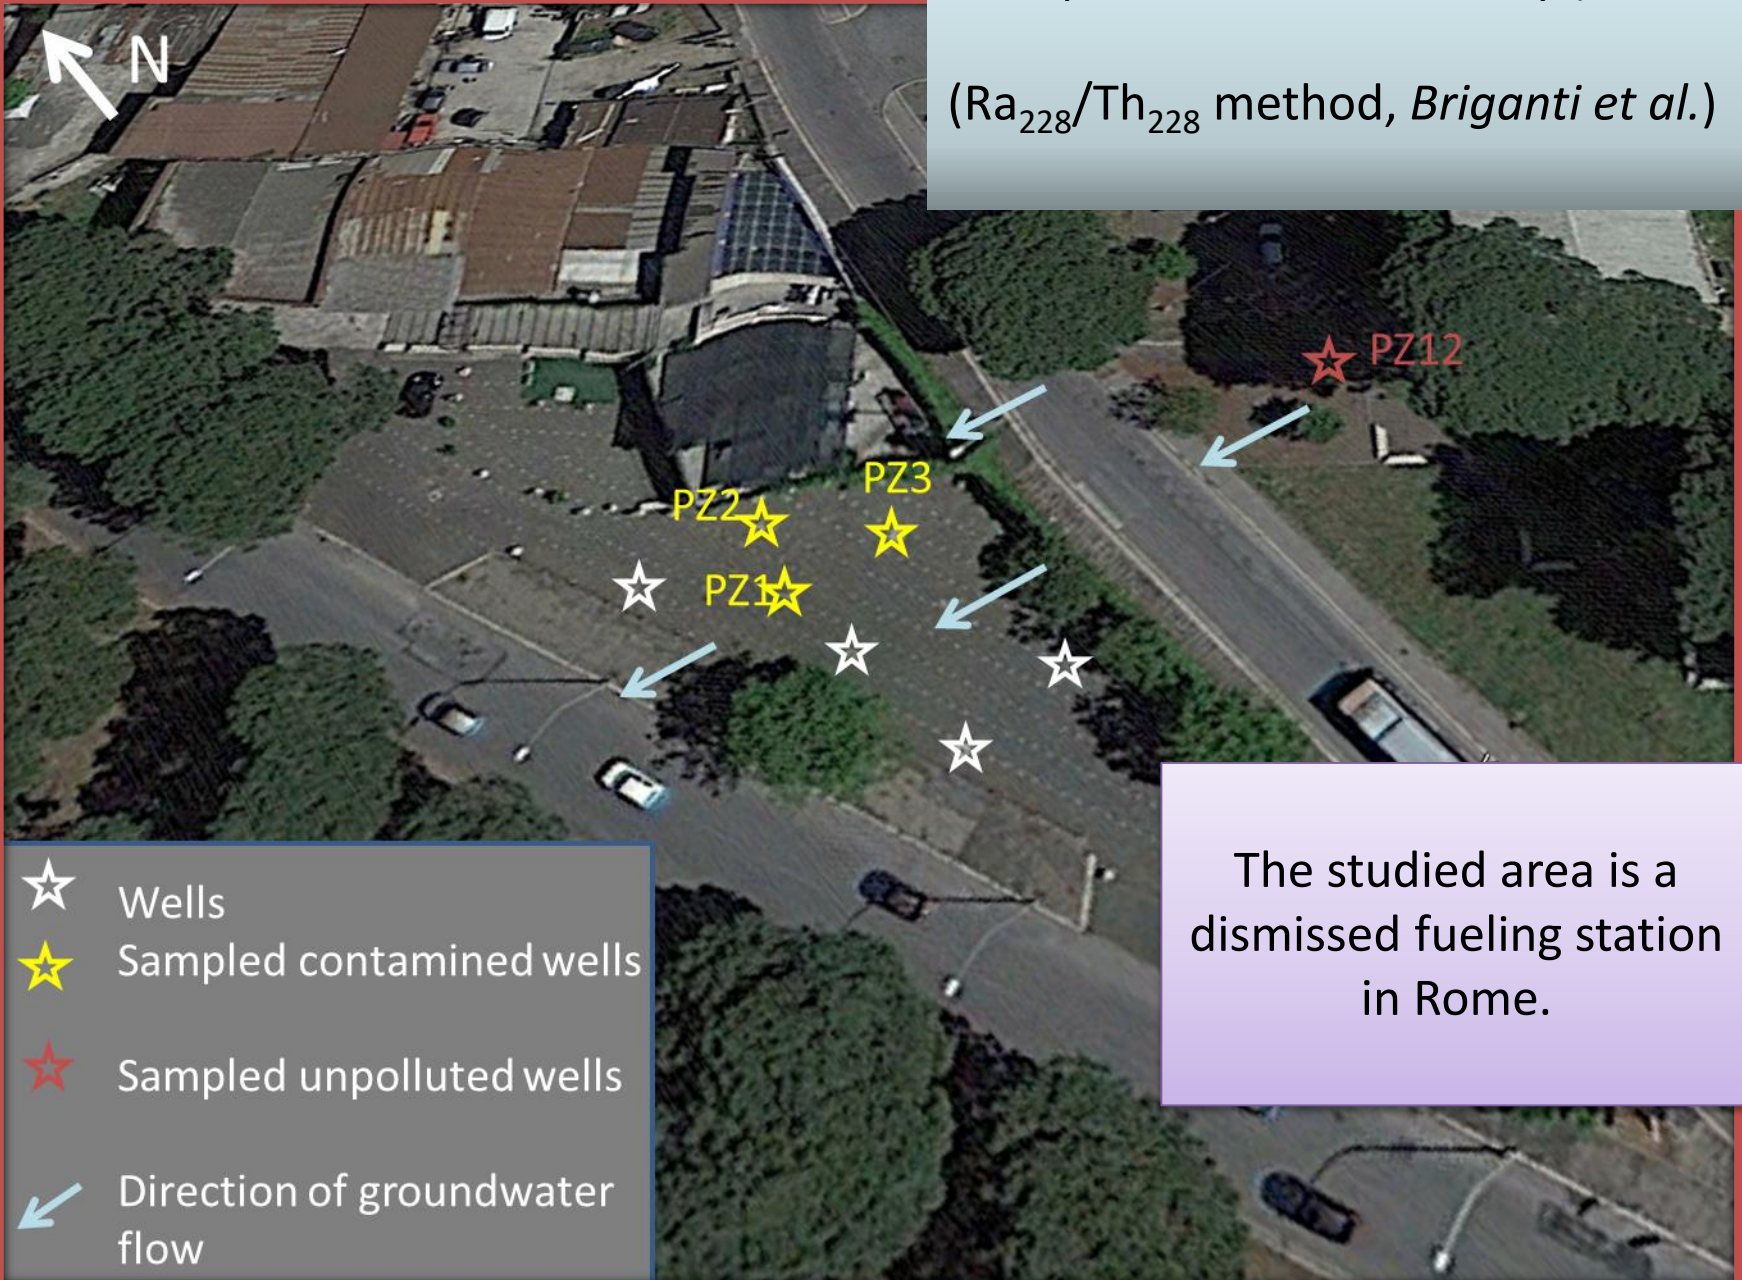 N
(Ra₂₂₈/Th₂₂₈ method, Briganti et al.)
PZ12
PZ3
PZ2
PZ1
Wells
Sampled contamined wells
Sampled unpolluted wells
Direction of groundwater
flow
The studied area is a
dismissed fueling station
in Rome.